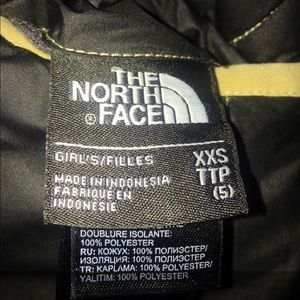 THE
NORTH
FACE
®
GIRL'S/FILLES
XXS
MADE IN INDONESIA
TTP
FABRIQUÉ EN
(5)
INDONÉSIE
DOUBLURE ISOLANTE:
100% POLYESTER
RU: КОЖУХ: 100% ПОЛИЭСТЕР/
ИЗОЛЯЦИЯ: 100% ПОЛИЭСТЕР
TR: KAPLAMA: 100% POLYESTER/
YALITIM: 100% POLYESTER